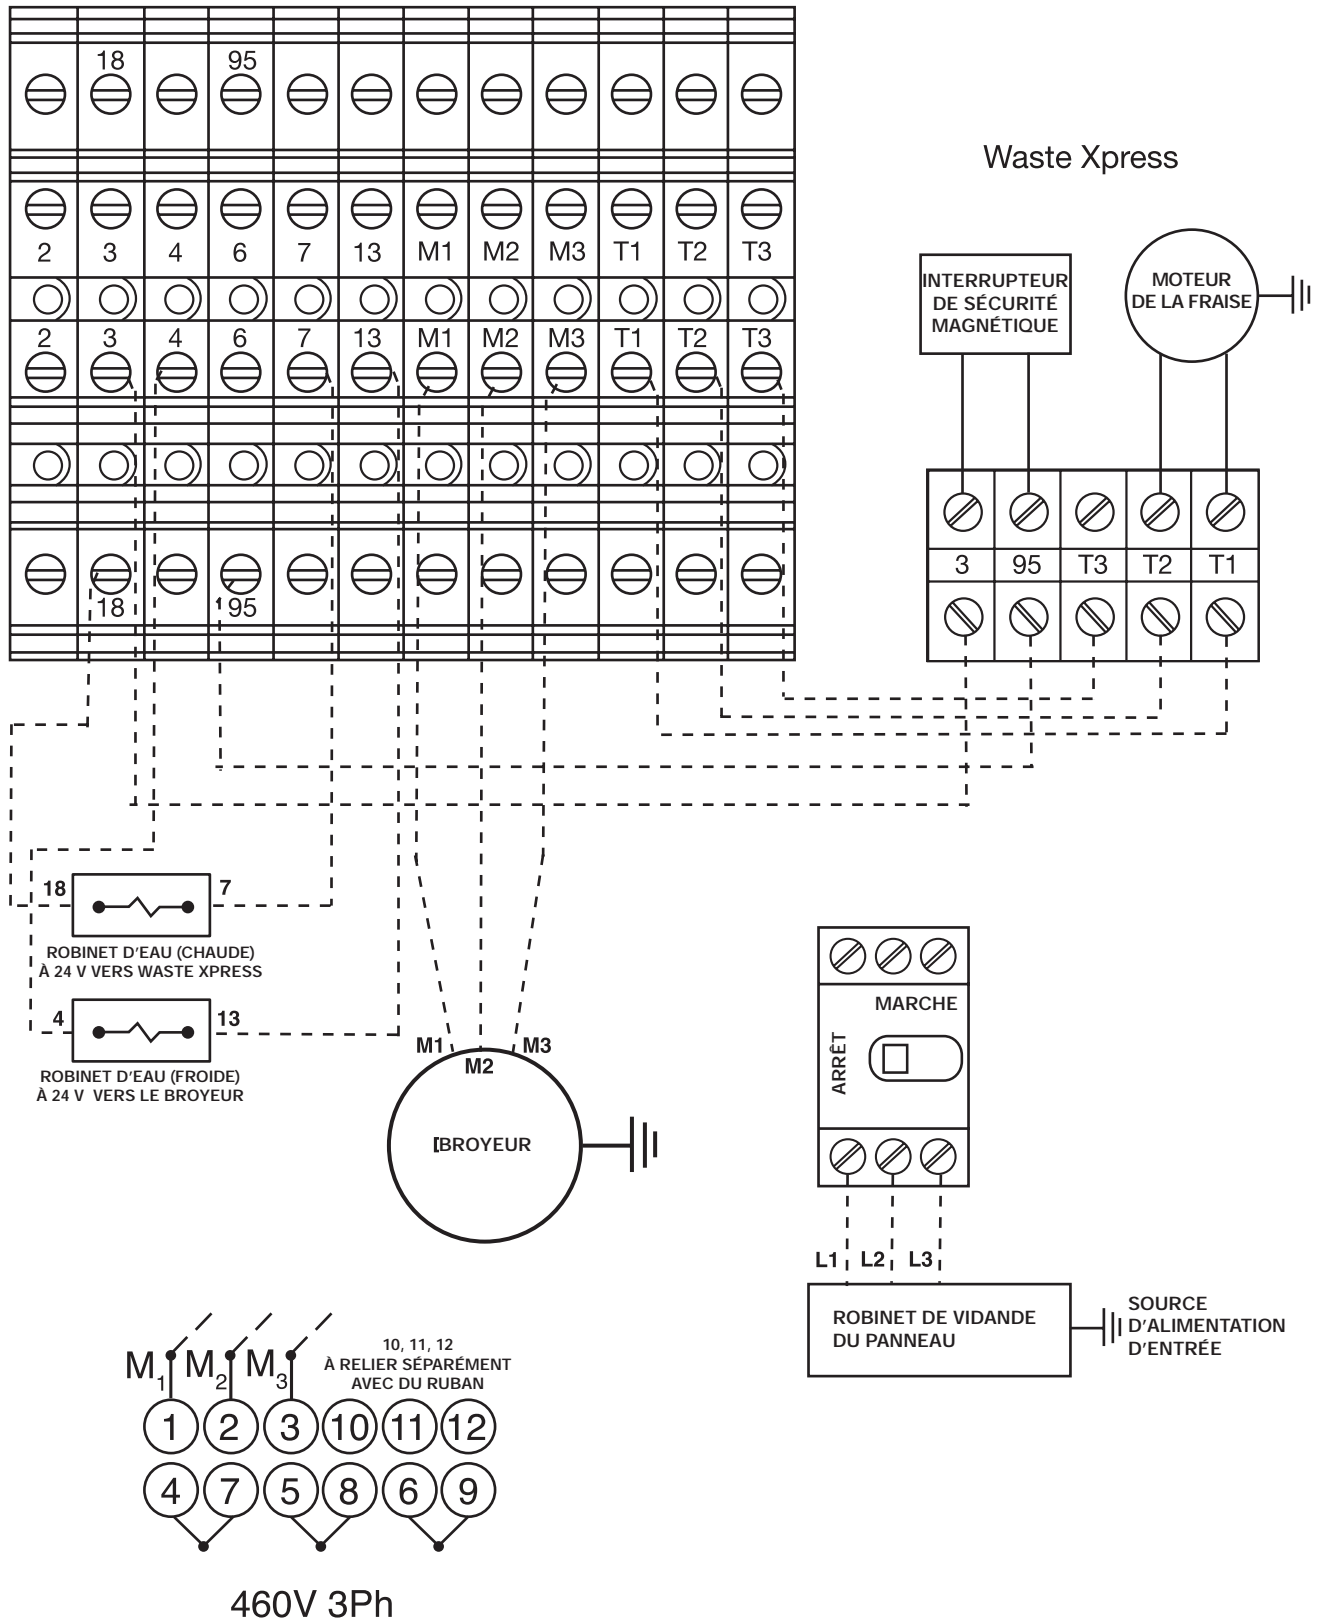 18 95
2 3 4 6 7 13 M1 M2 M3 T1 T2 T3
2 3 4 6 7 13 M1 M2 M3 T1 T2 T3
18 95
Waste Xpress
INTERRUPTEUR
DE SÉCURITÉ
MAGNÉTIQUE
MOTEUR
DE LA FRAISE
3 95 T3 T2 T1
18 7
ROBINET D'EAU (CHAUDE)
À 24 V VERS WASTE XPRESS
4 13
ROBINET D'EAU (FROIDE)
À 24 V VERS LE BROYEUR
M1 M2 M3
[BROYEUR
MARCHE
ARRÊT
L1 L2 L3
ROBINET DE VIDANDE
DU PANNEAU
SOURCE
D'ALIMENTATION
D'ENTRÉE
M1 M2 M3
10, 11, 12
À RELIER SÉPARÉMENT
AVEC DU RUBAN
1 2 3 10 11 12
4 7 5 8 6 9
460V 3Ph